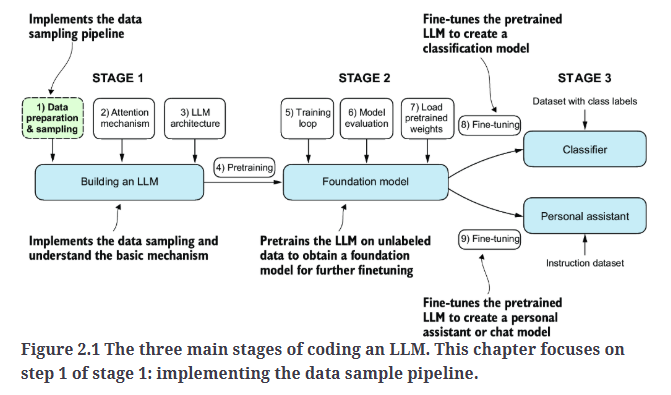 Implements the data
sampling pipeline
Fine-tunes the pretrained
LLM to create a
classification model
STAGE 1
STAGE 2
STAGE 3
1) Data
preparation
& sampling
2) Attention
mechanism
3) LLM
architecture
5) Training
loop
6) Model
evaluation
7) Load
pretrained
weights
8) Fine-tuning
Dataset with class labels
Building an LLM
4) Pretraining
Foundation model
Classifier
Personal assistant
Implements the data sampling and
understand the basic mechanism
Pretrains the LLM on unlabeled
data to obtain a foundation
model for further finetuning
9) Fine-tuning
Instruction dataset
Fine-tunes the pretrained
LLM to create a personal
assistant or chat model
Figure 2.1 The three main stages of coding an LLM. This chapter focuses on
step 1 of stage 1: implementing the data sample pipeline.